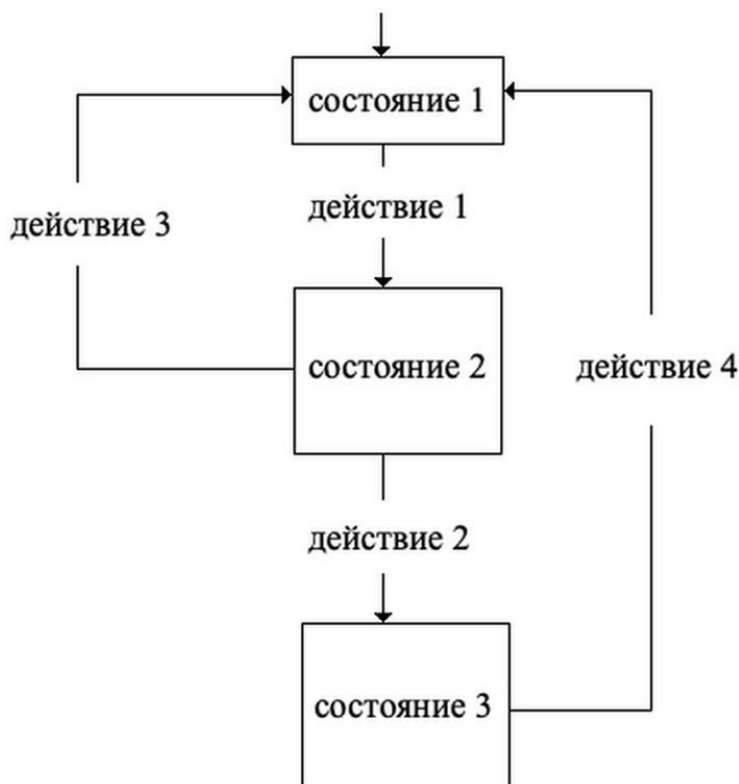 состояние 1
действие 1
действие 3
состояние 2
действие 4
действие 2
состояние 3